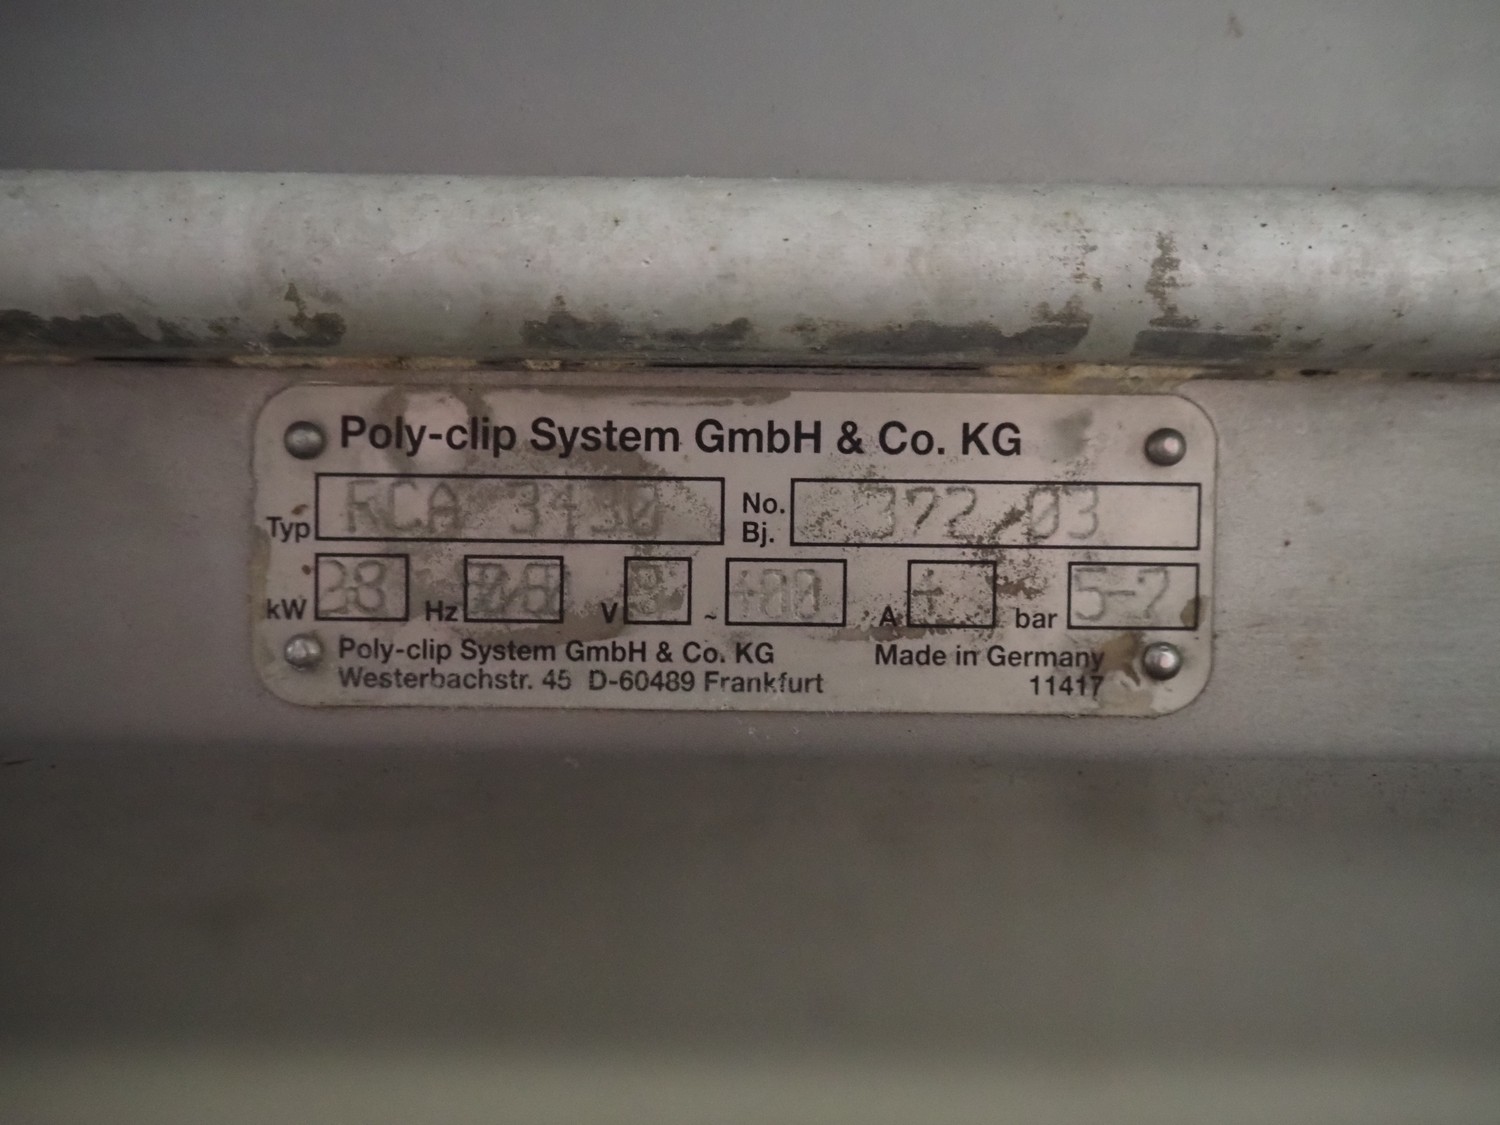 Poly-clip System GmbH & Co. KG
Typ FCA 3430 No. Bj. 372/03
kW Hz V 3 ~ 400 A bar 5-7
Poly-clip System GmbH & Co. KG Made in Germany
Westerbachstr. 45 D-60489 Frankfurt 11417